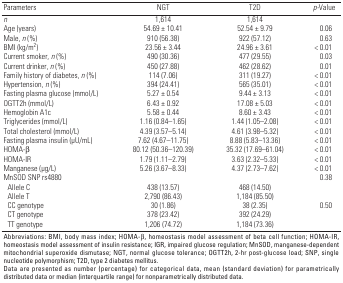 Parameters NGT T2D p-Value
n 1,614 1,614
Age (years) 54.69 ± 10.41 52.54 ± 9.79 0.06
Male, n (%) 910 (56.38) 922 (57.12) 0.63
BMI (kg/m2) 23.56 ± 3.44 24.96 ± 3.61 <0.01
Current smoker, n (%) 490 (30.36) 477 (29.55) 0.03
Current drinker, n (%) 450 (27.88) 462 (28.62) 0.01
Family history of diabetes, n (%) 114 (7.06) 311 (19.27) <0.01
Hypertension, n (%) 394 (24.41) 565 (35.01) <0.01
Fasting plasma glucose (mmol/L) 5.27 ± 0.54 9.44 ± 3.13 <0.01
OGTT2h (mmol/L) 6.43 ± 0.92 17.08 ± 5.03 <0.01
Hemoglobin A1c 5.58 ± 0.44 8.60 ± 3.43 <0.01
Triglycerides (mmol/L) 1.16 (0.84–1.65) 1.44 (1.05–2.08) <0.01
Total cholesterol (mmol/L) 4.39 (3.57–5.14) 4.61 (3.98–5.32) <0.01
Fasting plasma insulin (μU/mL) 7.62 (4.67–11.75) 8.88 (5.83–13.36) <0.01
HOMA-β 80.12 (50.36–120.39) 35.32 (17.69–61.04) <0.01
HOMA-IR 1.79 (1.11–2.79) 3.63 (2.32–5.33) <0.01
Manganese (μg/L) 5.26 (3.67–8.33) 4.37 (2.73–7.62) <0.01
MnSOD SNP rs4880 0.38
Allele C 438 (13.57) 468 (14.50)
Allele T 2,790 (86.43) 1,184 (85.50)
CC genotype 30 (1.86) 38 (2.35) 0.50
CT genotype 378 (23.42) 392 (24.29)
TT genotype 1,206 (74.72) 1,184 (73.36)
Abbreviations: BMI, body mass index; HOMA-β, homeostasis model assessment of beta cell function; HOMA-IR,
homeostasis model assessment of insulin resistance; IGR, impaired glucose regulation; MnSOD, manganese-dependent
mitochondrial superoxide dismutase; NGT, normal glucose tolerance; OGTT2h, 2-hr post-glucose load; SNP, single
nucleotide polymorphism; T2D, type 2 diabetes mellitus.
Data are presented as number (percentage) for categorical data, mean (standard deviation) for parametrically
distributed data or median (interquartile range) for nonparametrically distributed data.